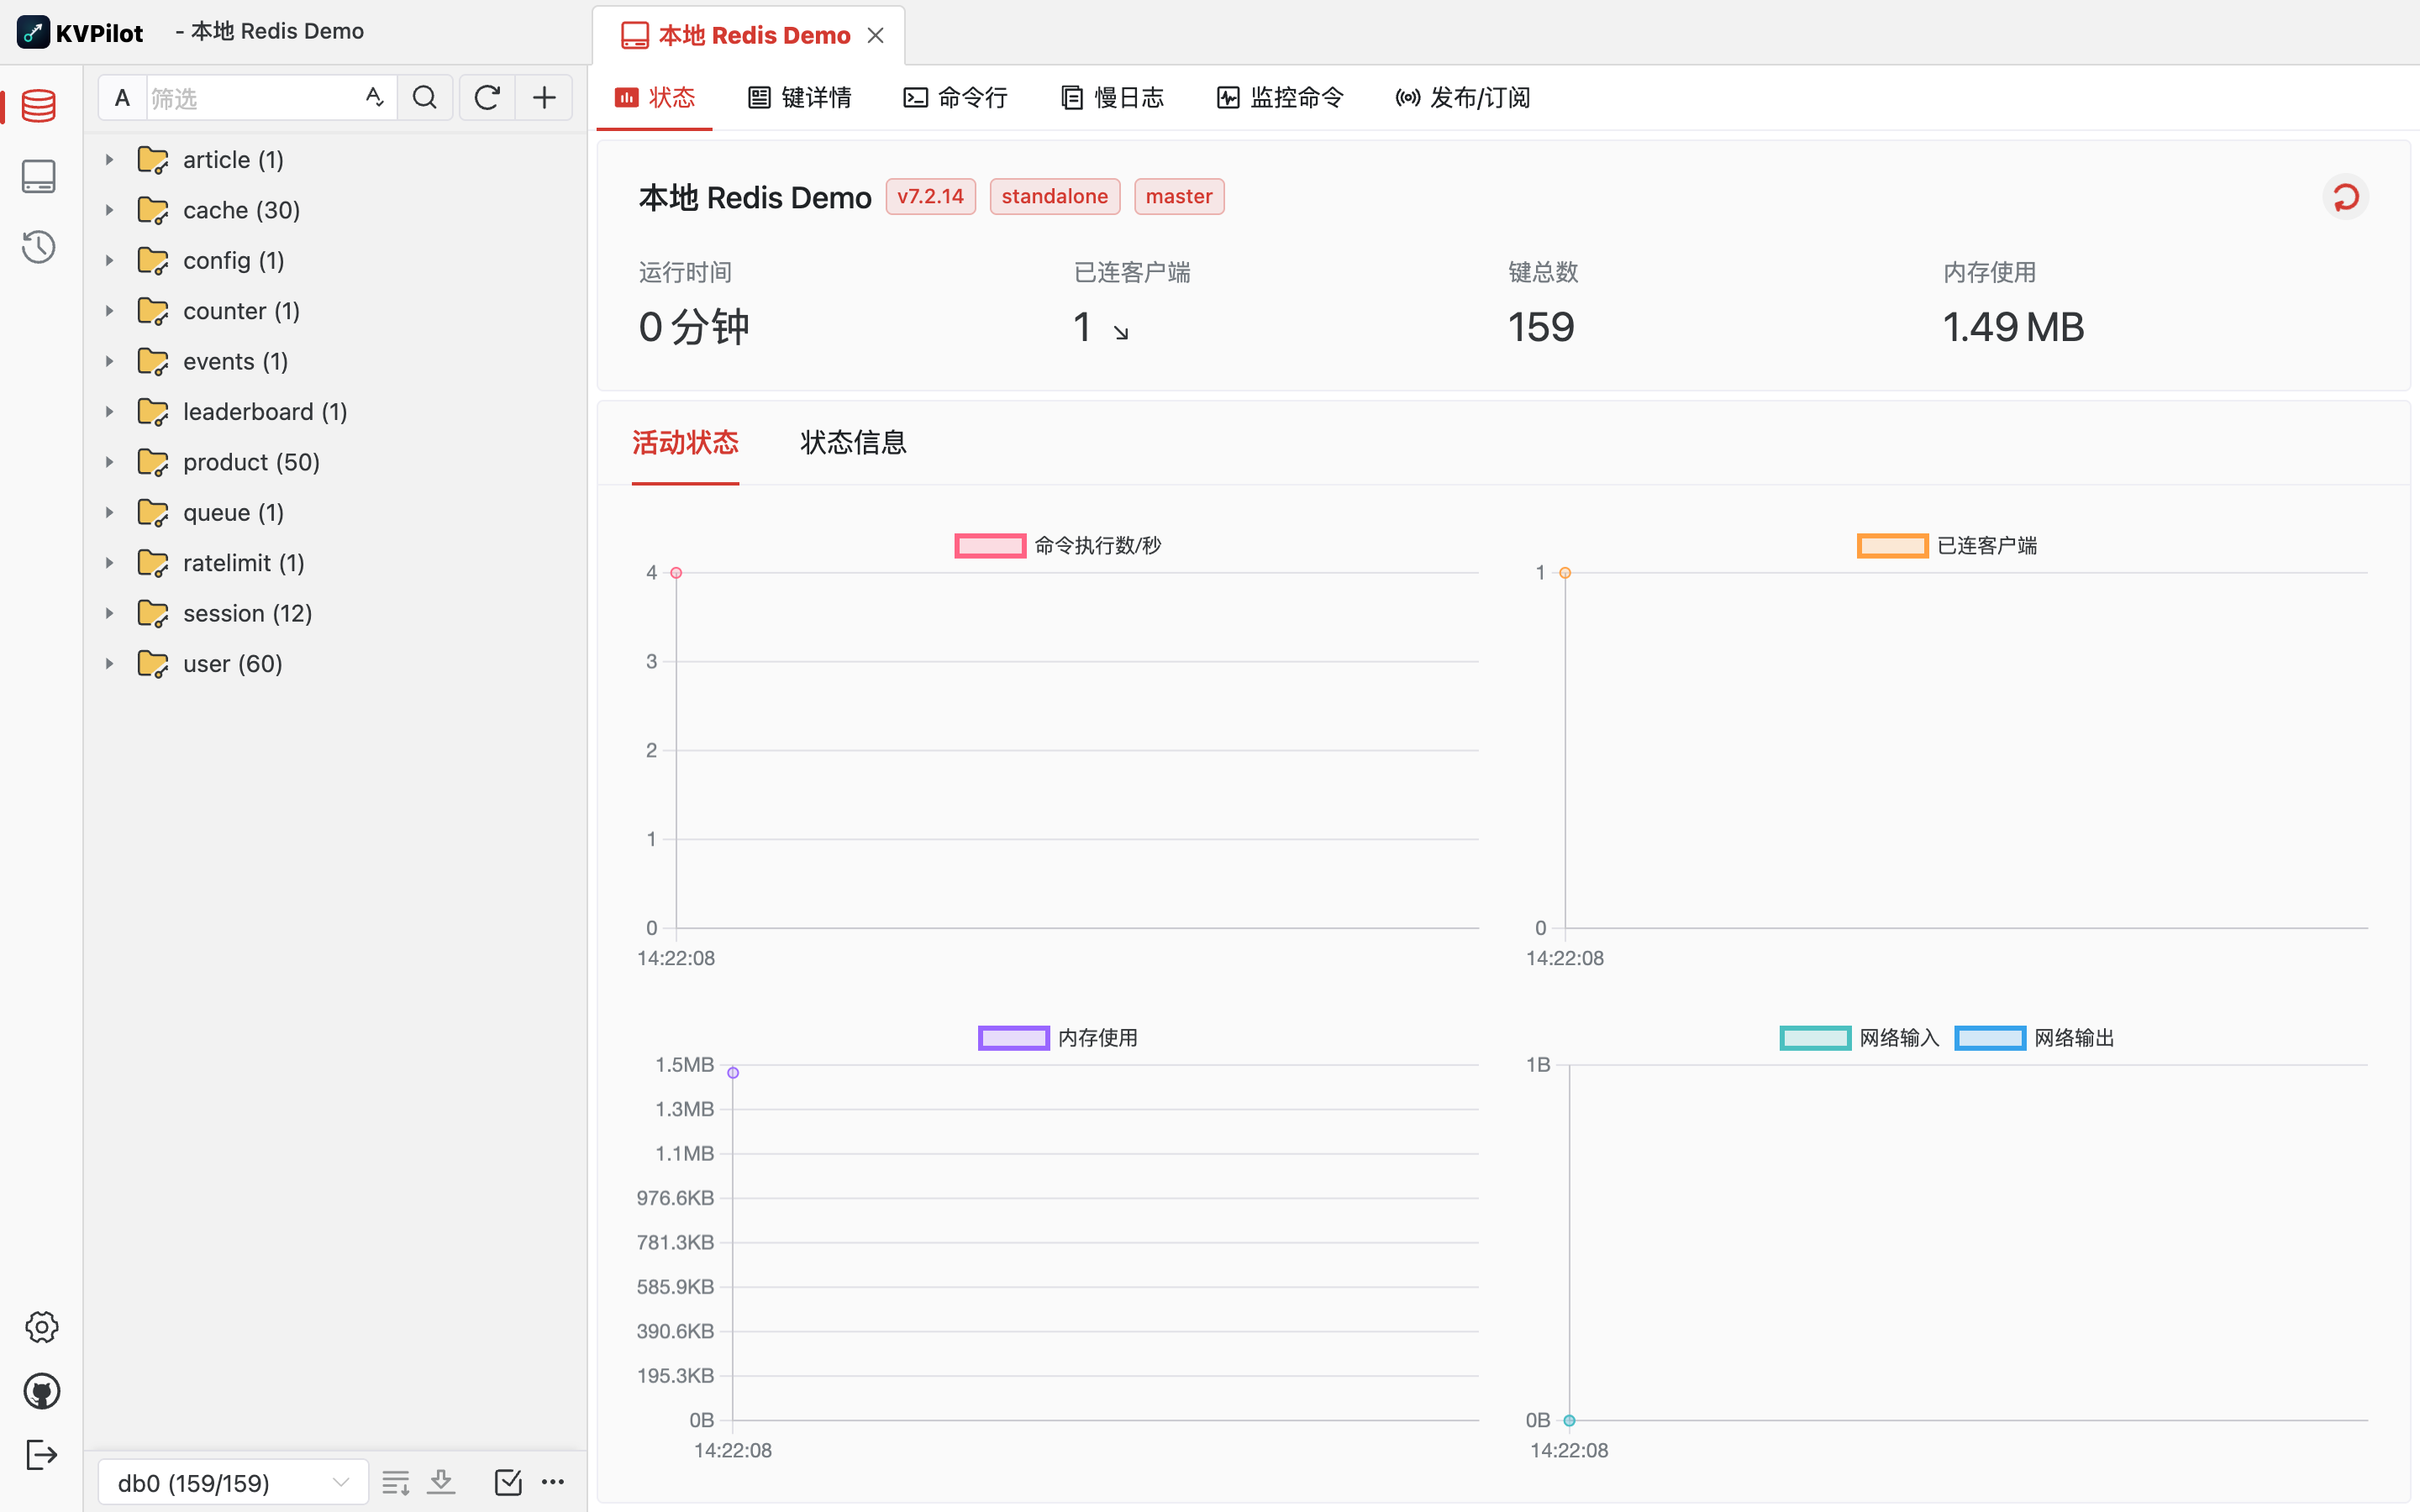 KVPilot - 本地 Redis Demo
本地 Redis Demo
A 筛选
状态 键详情 命令行 慢日志 监控命令 发布/订阅
article (1)
cache (30)
config (1)
counter (1)
events (1)
leaderboard (1)
product (50)
queue (1)
ratelimit (1)
session (12)
user (60)
db0 (159/159)
本地 Redis Demo v7.2.14 standalone master
运行时间 已连客户端 键总数 内存使用
0 分钟 1 159 1.49 MB
活动状态 状态信息
命令执行数/秒
4
3
2
1
0
14:22:08
已连客户端
1
0
14:22:08
内存使用
1.5MB
1.3MB
1.1MB
976.6KB
781.3KB
585.9KB
390.6KB
195.3KB
0B
14:22:08
网络输入 网络输出
1B
0B
14:22:08